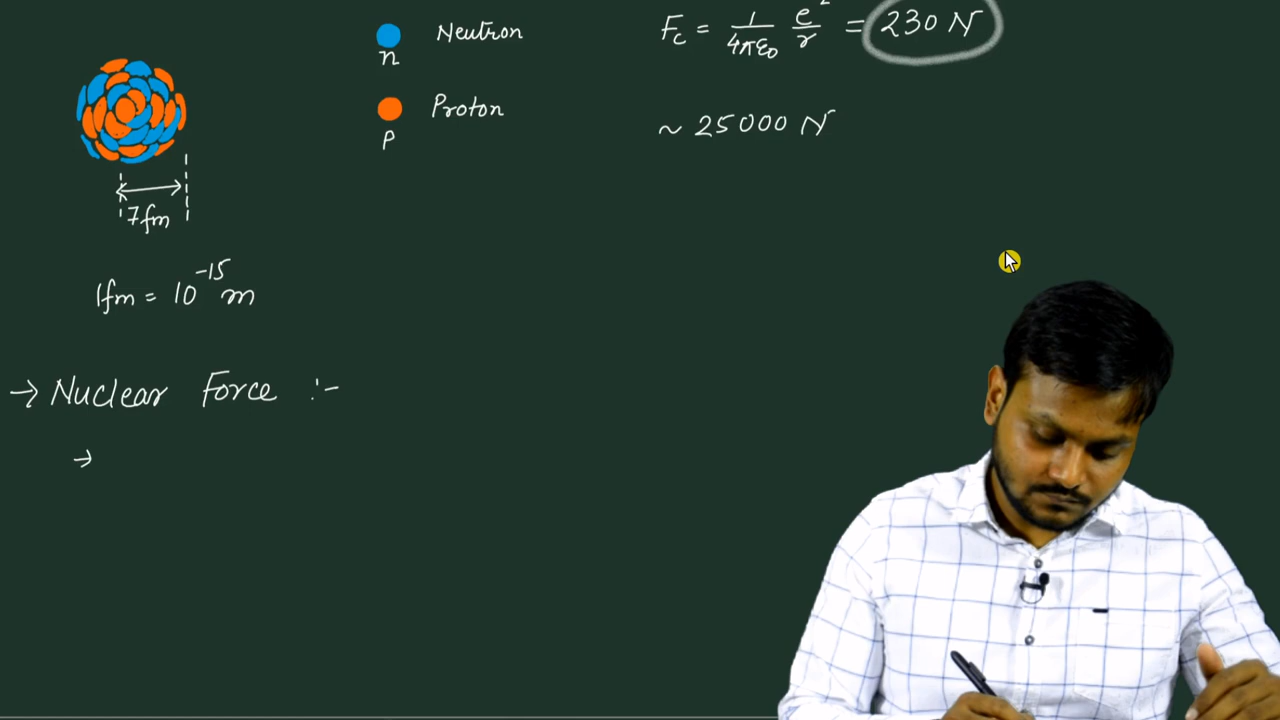 Neutron
n
Proton
P
7fm
1fm = 10⁻¹⁵ m
→ Nuclear Force :-
→
F_c = 1/4πε₀ e²/r = 230 N
~ 25000 N